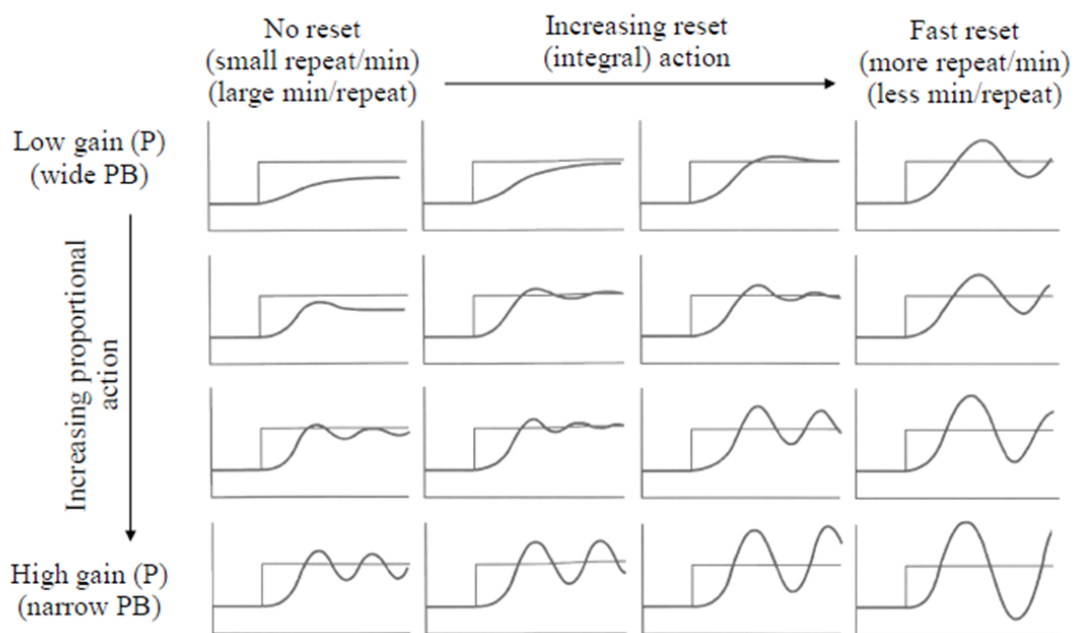 No reset
(small repeat/min)
(large min/repeat)
Increasing reset
(integral) action
Fast reset
(more repeat/min)
(less min/repeat)
Low gain (P)
(wide PB)
Increasing proportional
action
High gain (P)
(narrow PB)